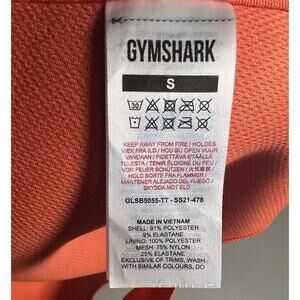 GYMSHARK
S
30
KEEP AWAY FROM FIRE / HOLDES
VÆK FRA ILD / HOU BIJ OPEN VUUR
VANDAAN / PIDETTÄVÄ ETÄÄLLÄ
TULESTA / TENIR ÉLOIGNÉ DU FEU
VOR FEUER SCHÜTZEN /
HOLD BORTE FRA FLAMMER /
MANTENER ALEJADO DEL FUEGO /
SKYDDA MOT ELD
GLSB5055-TT - SS21-478
MADE IN VIETNAM
SHELL: 91% POLYESTER
9% ELASTANE
LINING: 100% POLYESTER
MESH: 75% NYLON
25% ELASTANE
EXCLUSIVE OF TRIMS, WASH
WITH SIMILAR COLOURS, DO